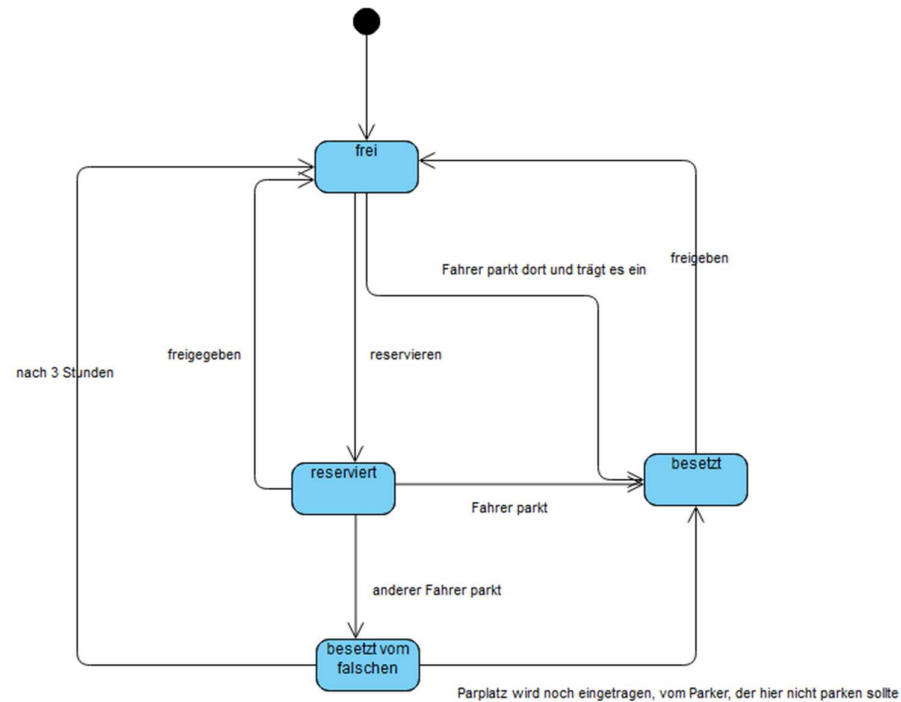 frei
Fahrer parkt dort und trägt es ein
freigeben
freigegeben
reservieren
nach 3 Stunden
reserviert
besetzt
Fahrer parkt
anderer Fahrer parkt
besetzt vom
falschen
Parplatz wird noch eingetragen, vom Parker, der hier nicht parken sollte